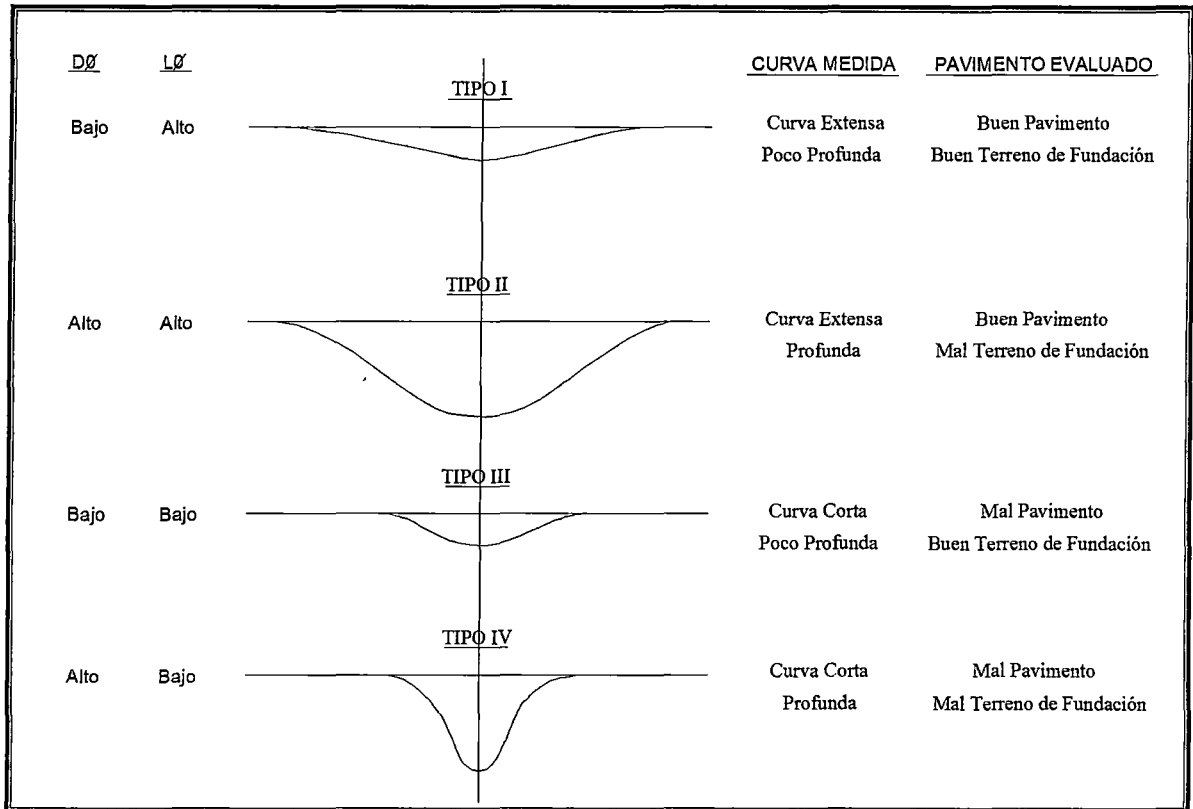 DØ LØ CURVA MEDIDA PAVIMENTO EVALUADO
TIPO I
Bajo Alto Curva Extensa Buen Pavimento
Poco Profunda Buen Terreno de Fundación
TIPO II
Alto Alto Curva Extensa Buen Pavimento
Profunda Mal Terreno de Fundación
TIPO III
Bajo Bajo Curva Corta Mal Pavimento
Poco Profunda Buen Terreno de Fundación
TIPO IV
Alto Bajo Curva Corta Mal Pavimento
Profunda Mal Terreno de Fundación